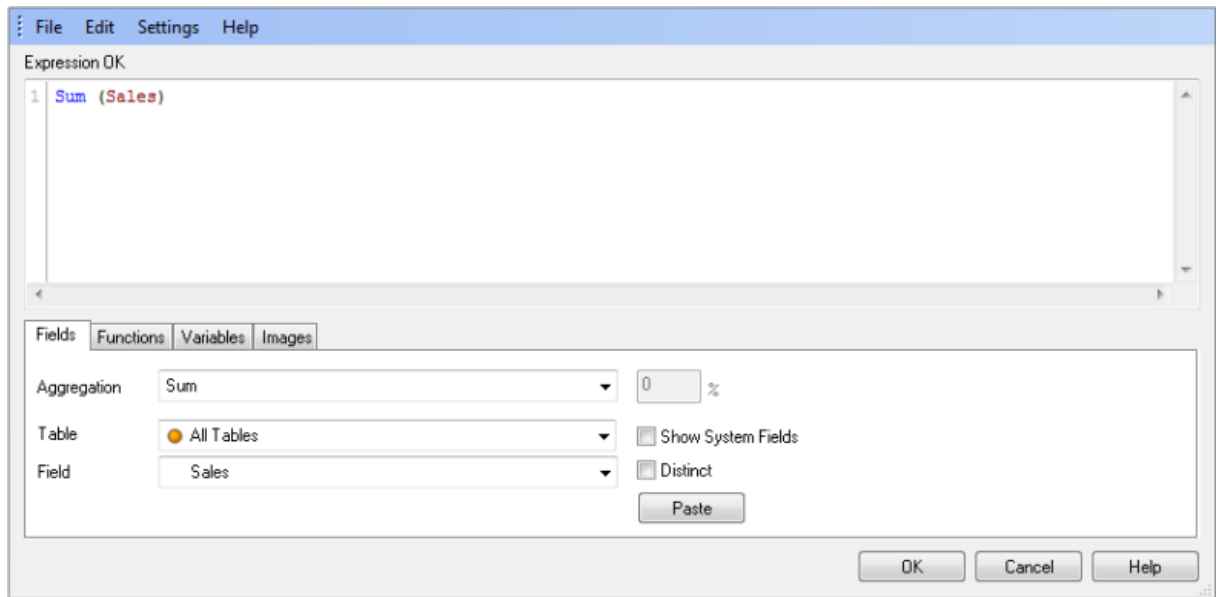 File Edit Settings Help
Expression OK
1 Sum (Sales)
Fields Functions Variables Images
Aggregation Sum 0 %
Table All Tables Show System Fields
Field Sales Distinct
Paste
OK Cancel Help